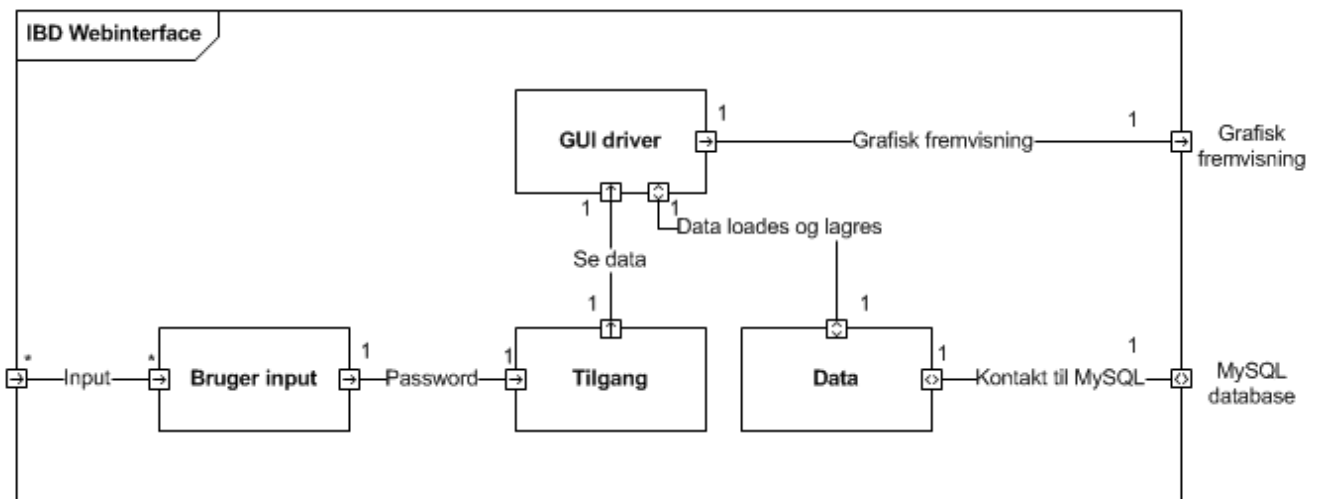 IBD Webinterface
GUI driver
1
Grafisk fremvisning
1
Grafisk
fremvisning
1
1
Data loades og lagres
Se data
1
1
*
Input
*
Bruger input
1
Password
1
Tilgang
Data
1
Kontakt til MySQL
1
MySQL
database